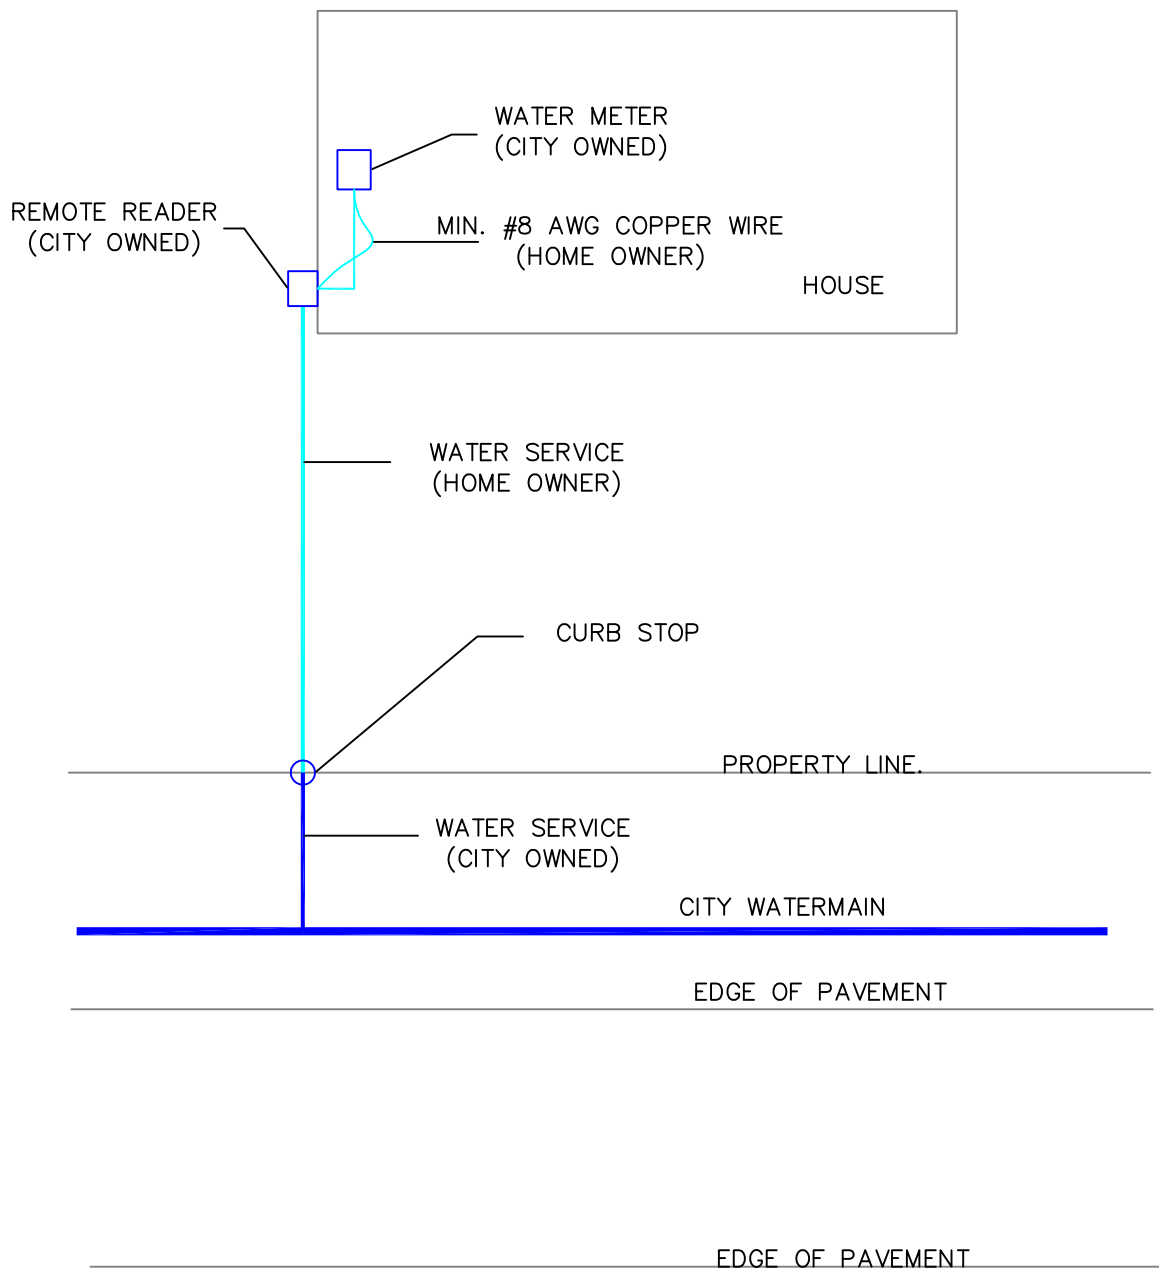 WATER METER
(CITY OWNED)
REMOTE READER
(CITY OWNED)
MIN. #8 AWG COPPER WIRE
(HOME OWNER)
HOUSE
WATER SERVICE
(HOME OWNER)
CURB STOP
PROPERTY LINE.
WATER SERVICE
(CITY OWNED)
CITY WATERMAIN
EDGE OF PAVEMENT
EDGE OF PAVEMENT